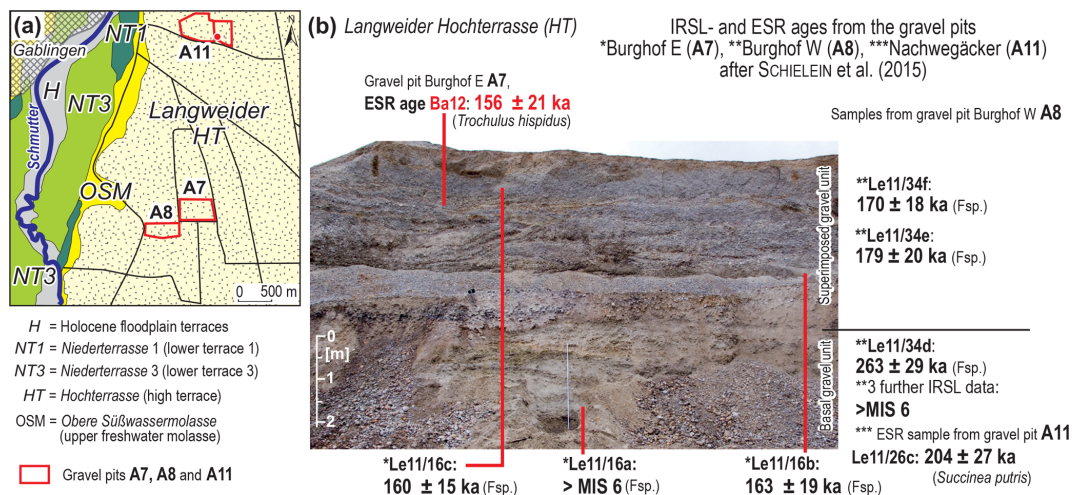 (a)
NT1
A11
N
Gablingen
H
NT3
Langweider
HT
Schmutter
OSM
A7
A8
NT3
0 500 m
H = Holocene floodplain terraces
NT1 = Niederterrasse 1 (lower terrace 1)
NT3 = Niederterrasse 3 (lower terrace 3)
HT = Hochterrasse (high terrace)
OSM = Obere Süßwassermolasse
(upper freshwater molasse)
Gravel pits A7, A8 and A11
(b) Langweider Hochterrasse (HT)
IRSL- and ESR ages from the gravel pits
*Burghof E (A7), **Burghof W (A8), ***Nachwegäcker (A11)
after SCHIELEIN et al. (2015)
Gravel pit Burghof E A7,
ESR age Ba12: 156 ± 21 ka
(Trochulus hispidus)
Samples from gravel pit Burghof W A8
Superimposed gravel unit
**Le11/34f:
170 ± 18 ka (Fsp.)
**Le11/34e:
179 ± 20 ka (Fsp.)
0
[m]
1
2
Basal gravel unit
**Le11/34d:
263 ± 29 ka (Fsp.)
**3 further IRSL data:
>MIS 6
*** ESR sample from gravel pit A11
Le11/26c: 204 ± 27 ka
(Succinea putris)
*Le11/16c:
160 ± 15 ka (Fsp.)
*Le11/16a:
> MIS 6 (Fsp.)
*Le11/16b:
163 ± 19 ka (Fsp.)